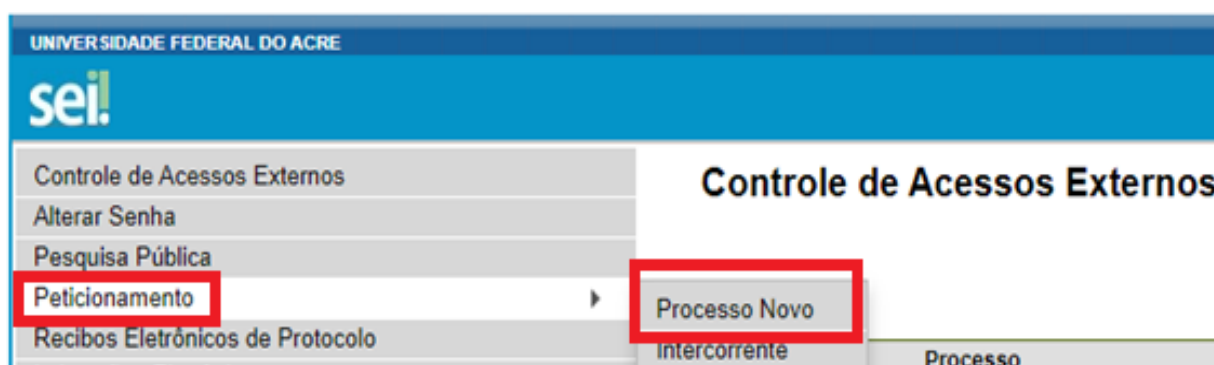 UNIVERSIDADE FEDERAL DO ACRE
sei!
Controle de Acessos Externos
Alterar Senha
Pesquisa Pública
Peticionamento
Recibos Eletrônicos de Protocolo
Controle de Acessos Externos
Processo Novo
Intercorrente
Processo